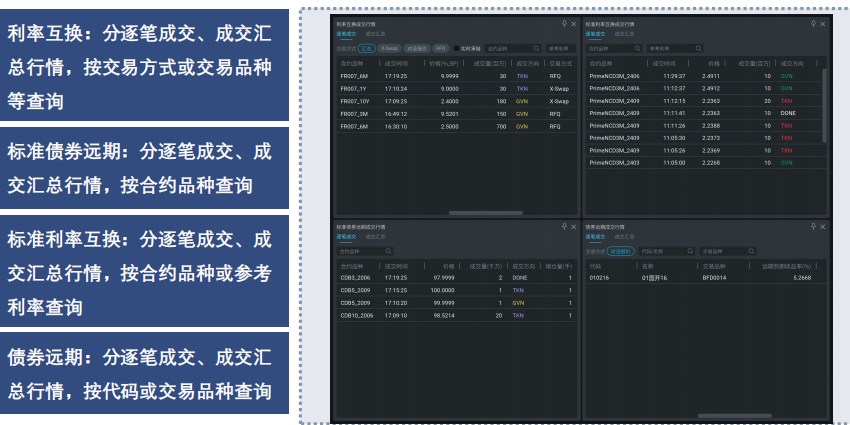 利率互换：分逐笔成交、成交汇
总行情，按交易方式或交易品种
等查询
标准债券远期：分逐笔成交、成
交汇总行情，按合约品种查询
标准利率互换：分逐笔成交、成
交汇总行情，按合约品种或参考
利率查询
债券远期：分逐笔成交、成交汇
总行情，按代码或交易品种查询
利率互换成交行情
逐笔成交 成交汇总
交易方式 汇总 X-Swap 对话报价 RFQ 实时滚动 合约品种 参考利率
合约品种 成交时间 价格(%,BP) 成交量(百万) 成交方向 交易方式
FR007_6M 17:19:25 9.9999 30 TKN RFQ
FR007_1Y 17:10:24 9.0000 30 TKN X-Swap
FR007_10Y 17:09:25 2.4000 180 GVN X-Swap
FR007_3M 16:49:12 9.5201 150 GVN RFQ
FR007_6M 16:30:10 2.5000 700 GVN RFQ
标准利率互换成交行情
逐笔成交 成交汇总
合约品种 参考利率
合约品种 成交时间 价格 成交量(百万) 成交方向
PrimeNCD3M_2406 11:29:37 2.4911 10 GVN
PrimeNCD3M_2406 11:12:37 2.4912 10 GVN
PrimeNCD3M_2409 11:12:15 2.2363 20 TKN
PrimeNCD3M_2409 11:11:41 2.2363 10 DONE
PrimeNCD3M_2409 11:11:26 2.2388 10 TKN
PrimeNCD3M_2409 11:05:30 2.2373 10 TKN
PrimeNCD3M_2409 11:05:26 2.2369 10 TKN
PrimeNCD3M_2403 11:05:00 2.2268 10 GVN
标准债券远期成交行情
逐笔成交 成交汇总
合约品种
合约品种 成交时间 价格 成交量(千万) 成交方向 增仓量(手)
CDB3_2006 17:19:25 97.9999 2 DONE 1
CDB5_2009 17:15:25 100.0000 1 TKN 1
CDB5_2009 17:10:20 99.9999 1 GVN 1
CDB10_2006 17:09:10 98.5214 20 TKN 1
债券远期成交行情
逐笔成交 成交汇总
交易方式 对话报价 代码/名称 交易品种
代码 名称 交易品种 远期到期收益率(%)
010216 01国开16 BFD0014 5.2668